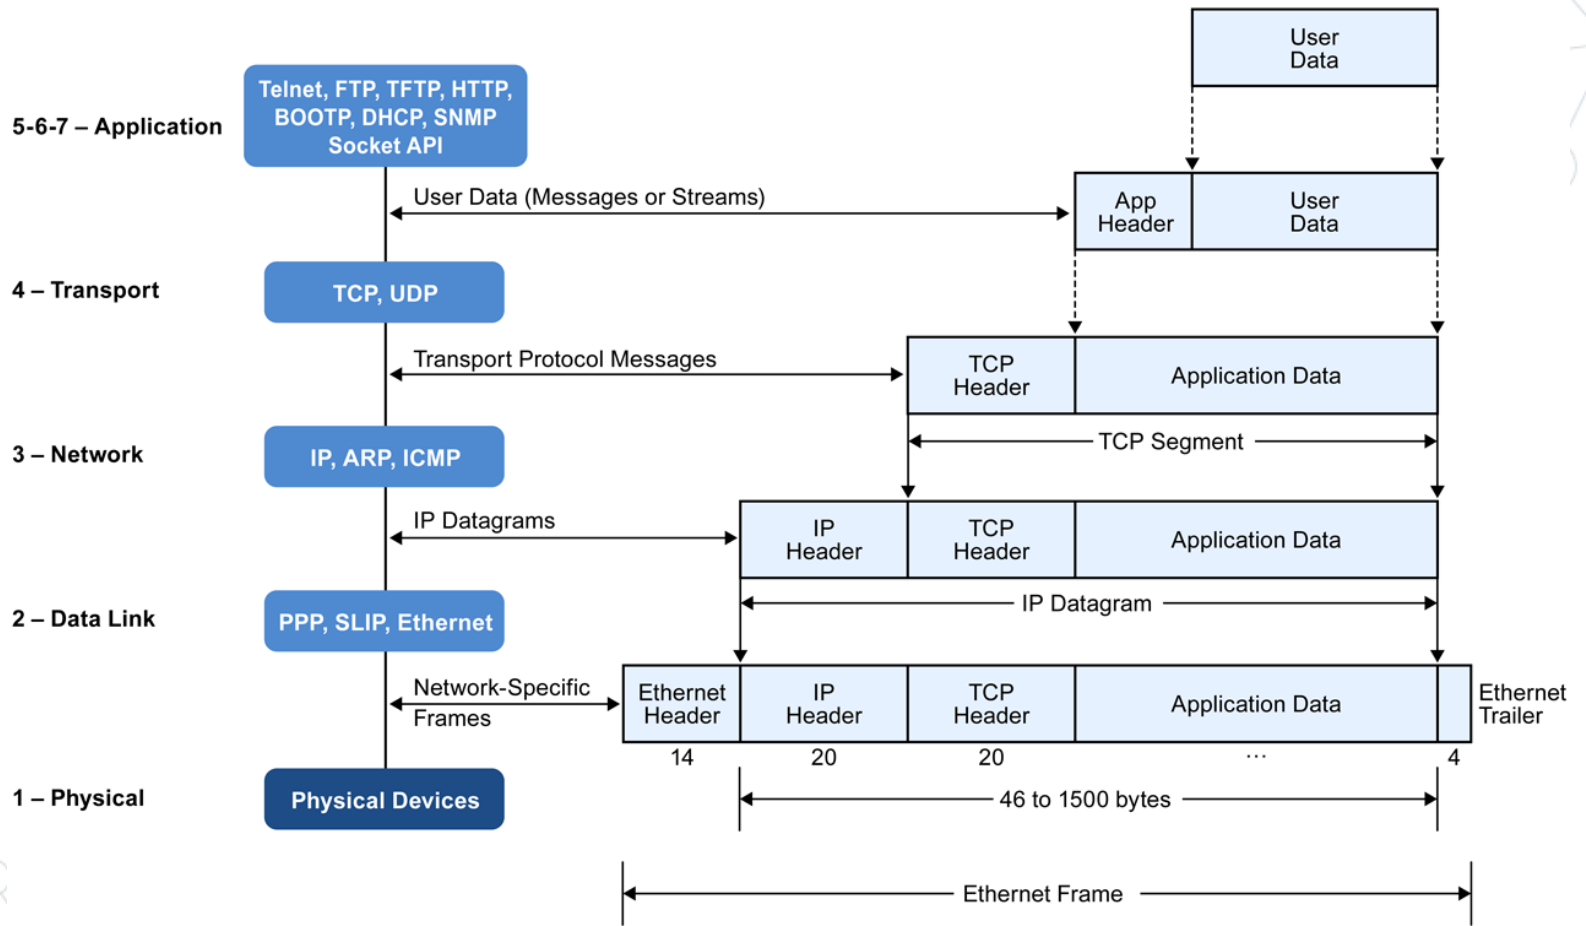 User
Data
Telnet, FTP, TFTP, HTTP,
BOOTP, DHCP, SNMP
Socket API
5-6-7 – Application
User Data (Messages or Streams)
App
Header
User
Data
4 – Transport
TCP, UDP
Transport Protocol Messages
TCP
Header
Application Data
TCP Segment
3 – Network
IP, ARP, ICMP
IP Datagrams
IP
Header
TCP
Header
Application Data
IP Datagram
2 – Data Link
PPP, SLIP, Ethernet
Network-Specific
Frames
Ethernet
Header
IP
Header
TCP
Header
Application Data
Ethernet
Trailer
14
20
20
...
4
1 – Physical
Physical Devices
46 to 1500 bytes
Ethernet Frame